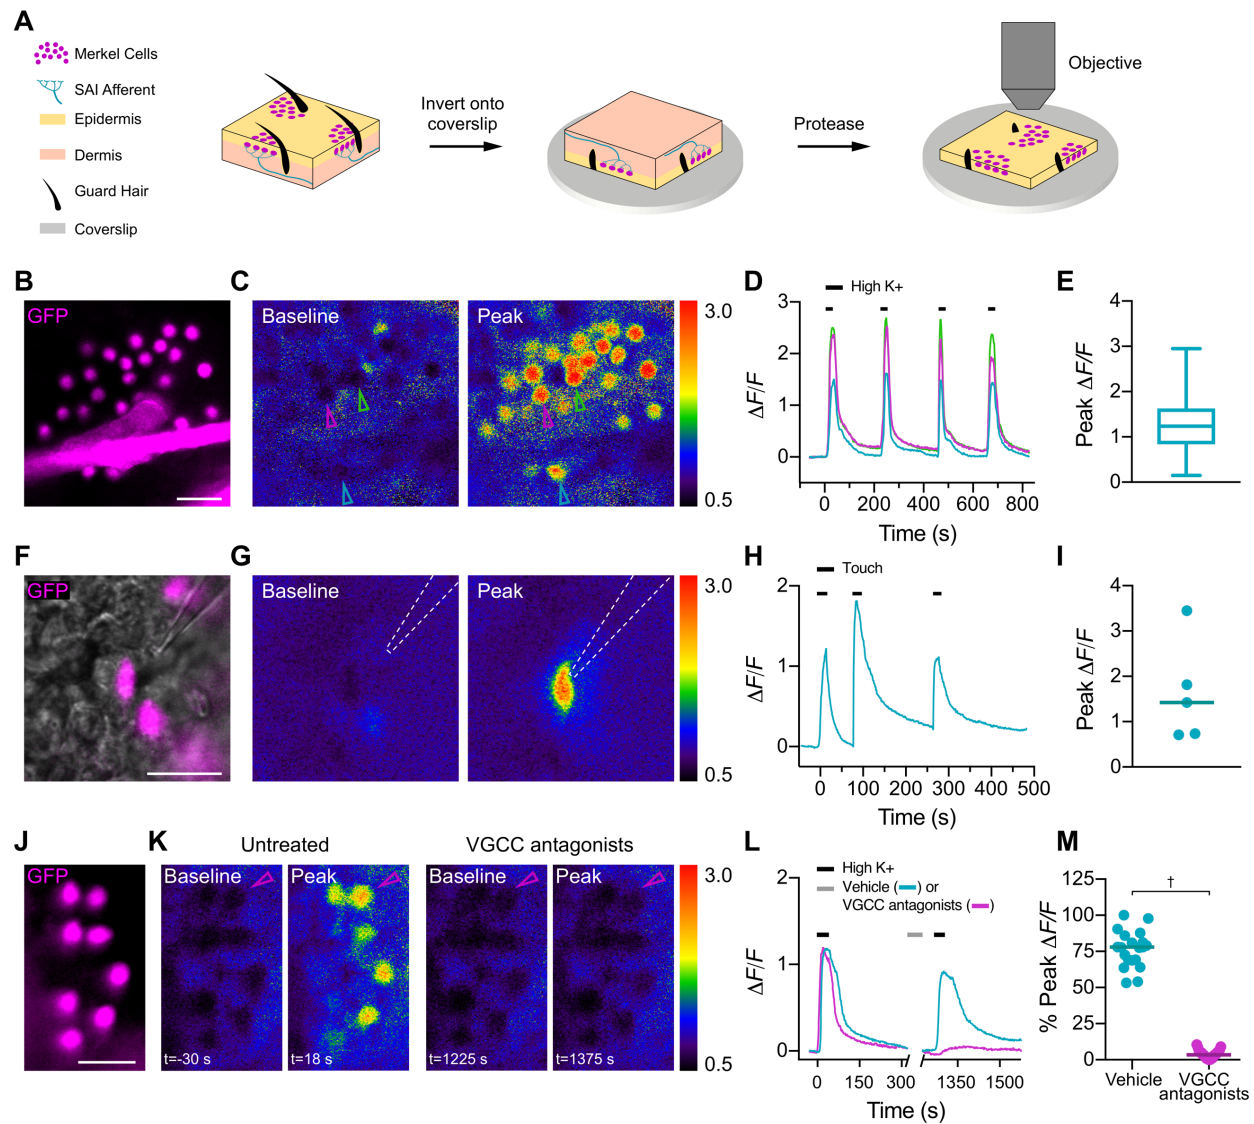 A
Merkel Cells
SAI Afferent
Epidermis
Dermis
Guard Hair
Coverslip
Invert onto
coverslip
Protease
Objective
B
GFP
C
Baseline
Peak
3.0
0.5
D
High K+
3
2
1
0
ΔF/F
0 200 400 600 800
Time (s)
E
4
3
2
1
0
Peak ΔF/F
F
GFP
G
Baseline
Peak
3.0
0.5
H
Touch
2
1
0
ΔF/F
0 100 200 300 400 500
Time (s)
I
4
3
2
1
0
Peak ΔF/F
J
GFP
K
Untreated
VGCC antagonists
Baseline
Peak
Baseline
Peak
t=-30 s
t=18 s
t=1225 s
t=1375 s
3.0
0.5
L
High K+
Vehicle ( ) or
VGCC antagonists ( )
2
1
0
ΔF/F
0 150 300 1350 1500
Time (s)
M
†
125
100
75
50
25
0
% Peak ΔF/F
Vehicle
VGCC
antagonists